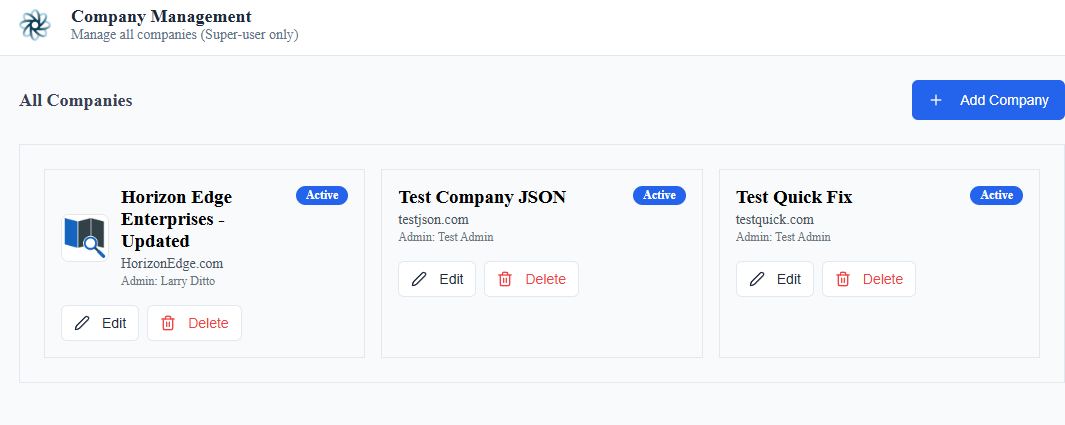 Company Management
Manage all companies (Super-user only)
All Companies
Add Company
Horizon Edge
Enterprises -
Updated
Active
HorizonEdge.com
Admin: Larry Ditto
Edit
Delete
Test Company JSON
Active
testjson.com
Admin: Test Admin
Edit
Delete
Test Quick Fix
Active
testquick.com
Admin: Test Admin
Edit
Delete